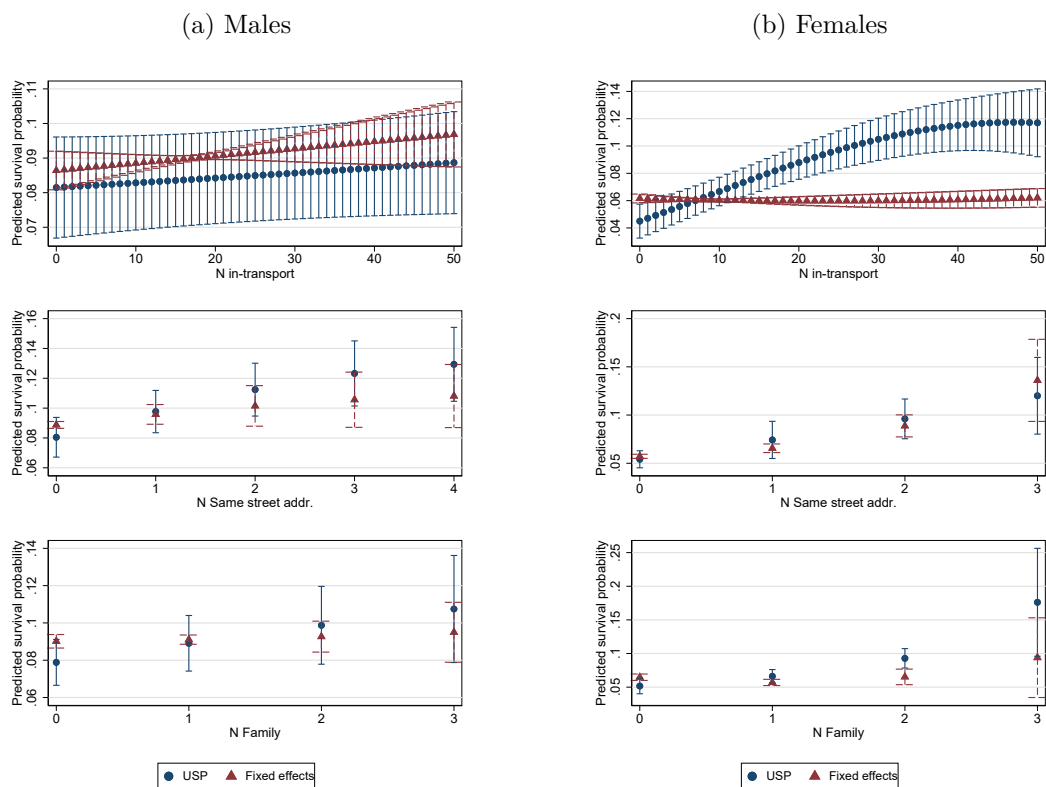 (a) Males
(b) Females
Predicted survival probability
.07 .08 .09 .1 .11
0 10 20 30 40 50
N in-transport
Predicted survival probability
.04 .06 .08 .10 .12 .14
0 10 20 30 40 50
N in-transport
Predicted survival probability
.06 .08 .1 .12 .14 .16
0 1 2 3 4
N Same street addr.
Predicted survival probability
.05 .1 .15 .2
0 1 2 3
N Same street addr.
Predicted survival probability
.06 .08 .1 .12 .14
0 1 2 3
N Family
Predicted survival probability
.05 .1 .15 .2 .25
0 1 2 3
N Family
USP Fixed effects
USP Fixed effects